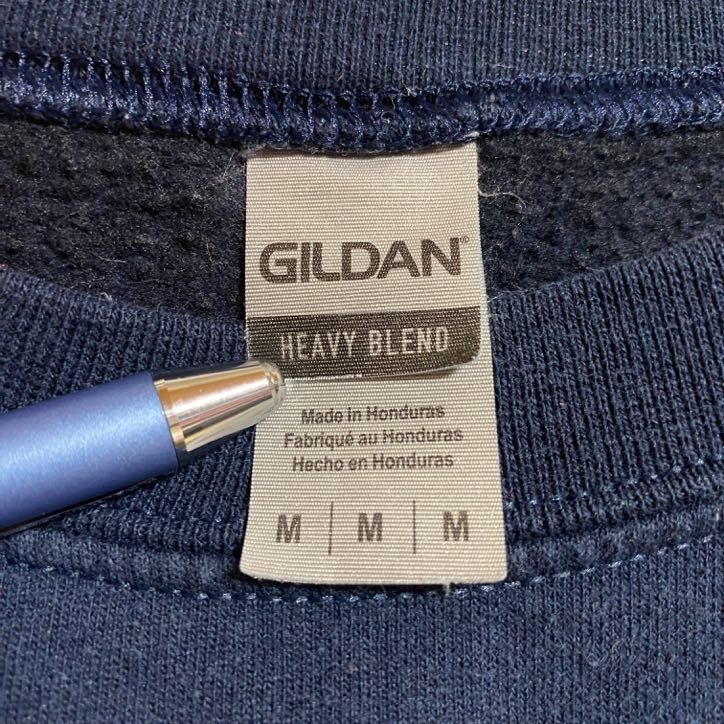 GILDAN®
HEAVY BLEND
Made in Honduras
Fabriqué au Honduras
Hecho en Honduras
M | M | M